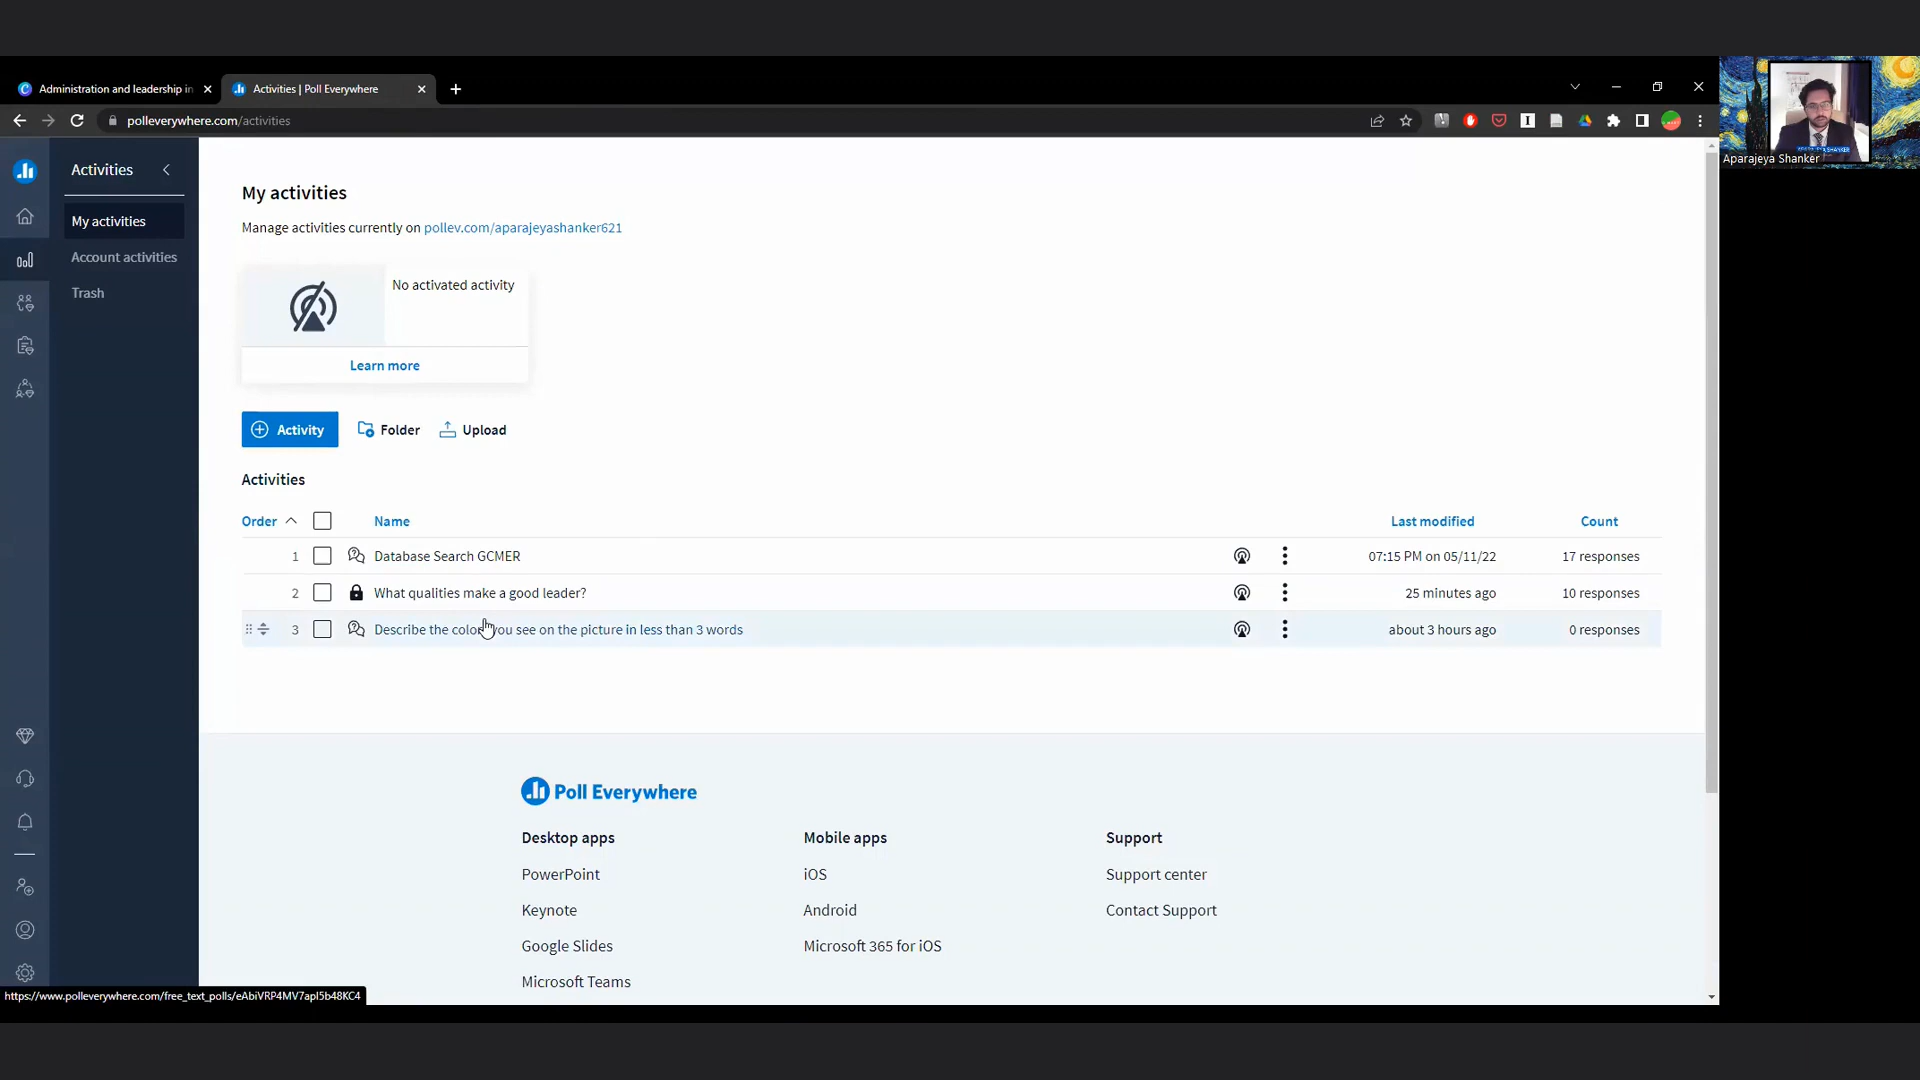 Administration and leadership in
Activities | Poll Everywhere
polleverywhere.com/activities
Aparajeya Shanker
Activities
My activities
Account activities
Trash
My activities
Manage activities currently on pollev.com/aparajeyashanker621
No activated activity
Learn more
Activity
Folder
Upload
Activities
Order Name Last modified Count
1 Database Search GCMER 07:15 PM on 05/11/22 17 responses
2 What qualities make a good leader? 25 minutes ago 10 responses
3 Describe the color you see on the picture in less than 3 words about 3 hours ago 0 responses
Poll Everywhere
Desktop apps
PowerPoint
Keynote
Google Slides
Microsoft Teams
Mobile apps
iOS
Android
Microsoft 365 for iOS
Support
Support center
Contact Support
https://www.polleverywhere.com/free_text_polls/eAbiVRP4MV7apI5b48KC4